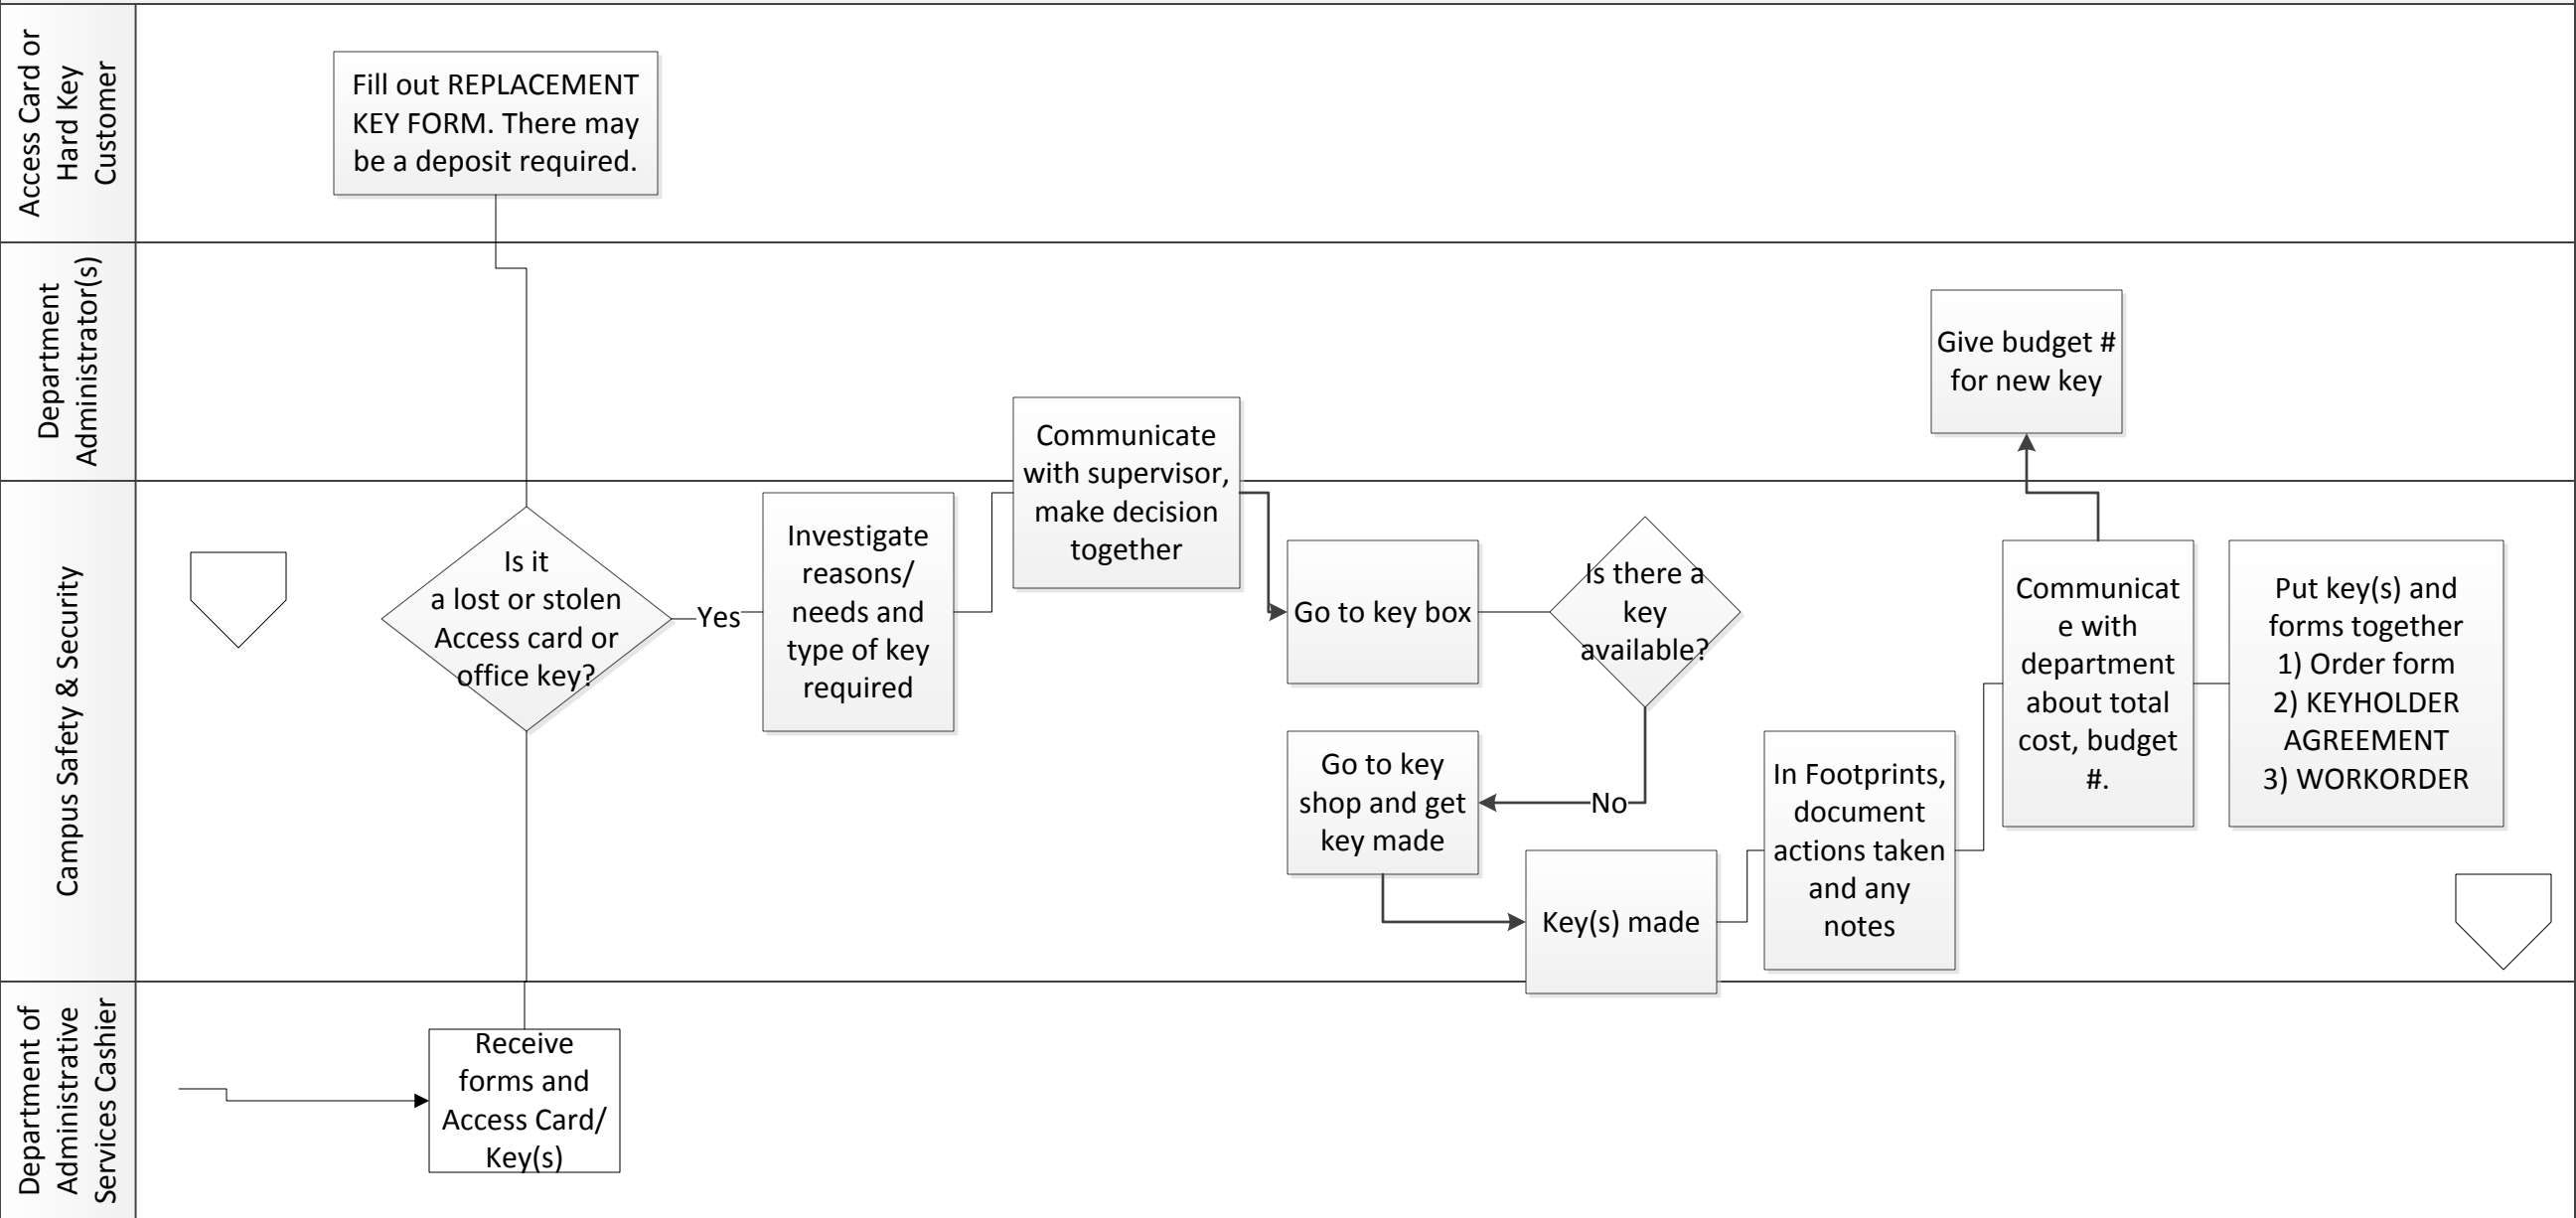 Access Card or
Hard Key
Customer
Fill out REPLACEMENT
KEY FORM. There may
be a deposit required.
Department
Administrator(s)
Give budget #
for new key
Communicate
with supervisor,
make decision
together
Campus Safety & Security
Is it
a lost or stolen
Access card or
office key?
Yes
Investigate
reasons/
needs and
type of key
required
Go to key box
Is there a
key
available?
No
Go to key
shop and get
key made
Key(s) made
In Footprints,
document
actions taken
and any
notes
Communicat
e with
department
about total
cost, budget
#.
Put key(s) and
forms together
1) Order form
2) KEYHOLDER
AGREEMENT
3) WORKORDER
Department of
Administrative
Services Cashier
Receive
forms and
Access Card/
Key(s)